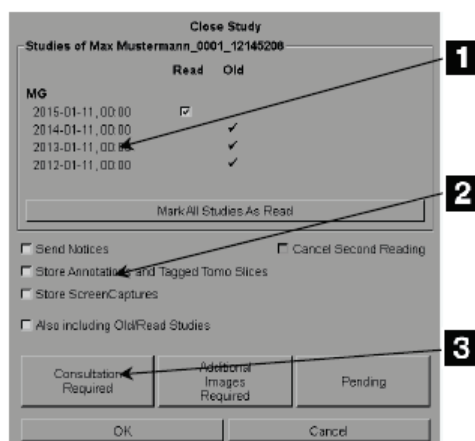 Close Study
Studies of Max Mustermann_0001_12145208
Read Old
MG
2015-01-11, 00:00
2014-01-11, 00:00
2013-01-11, 00:00
2012-01-11, 00:00
Mark All Studies As Read
Send Notices
Cancel Second Reading
Store Annotations and Tagged Tomo Slices
Store ScreenCaptures
Also including Old/Read Studies
Consultation
Required
Additional
Images
Required
Pending
OK
Cancel
1
2
3